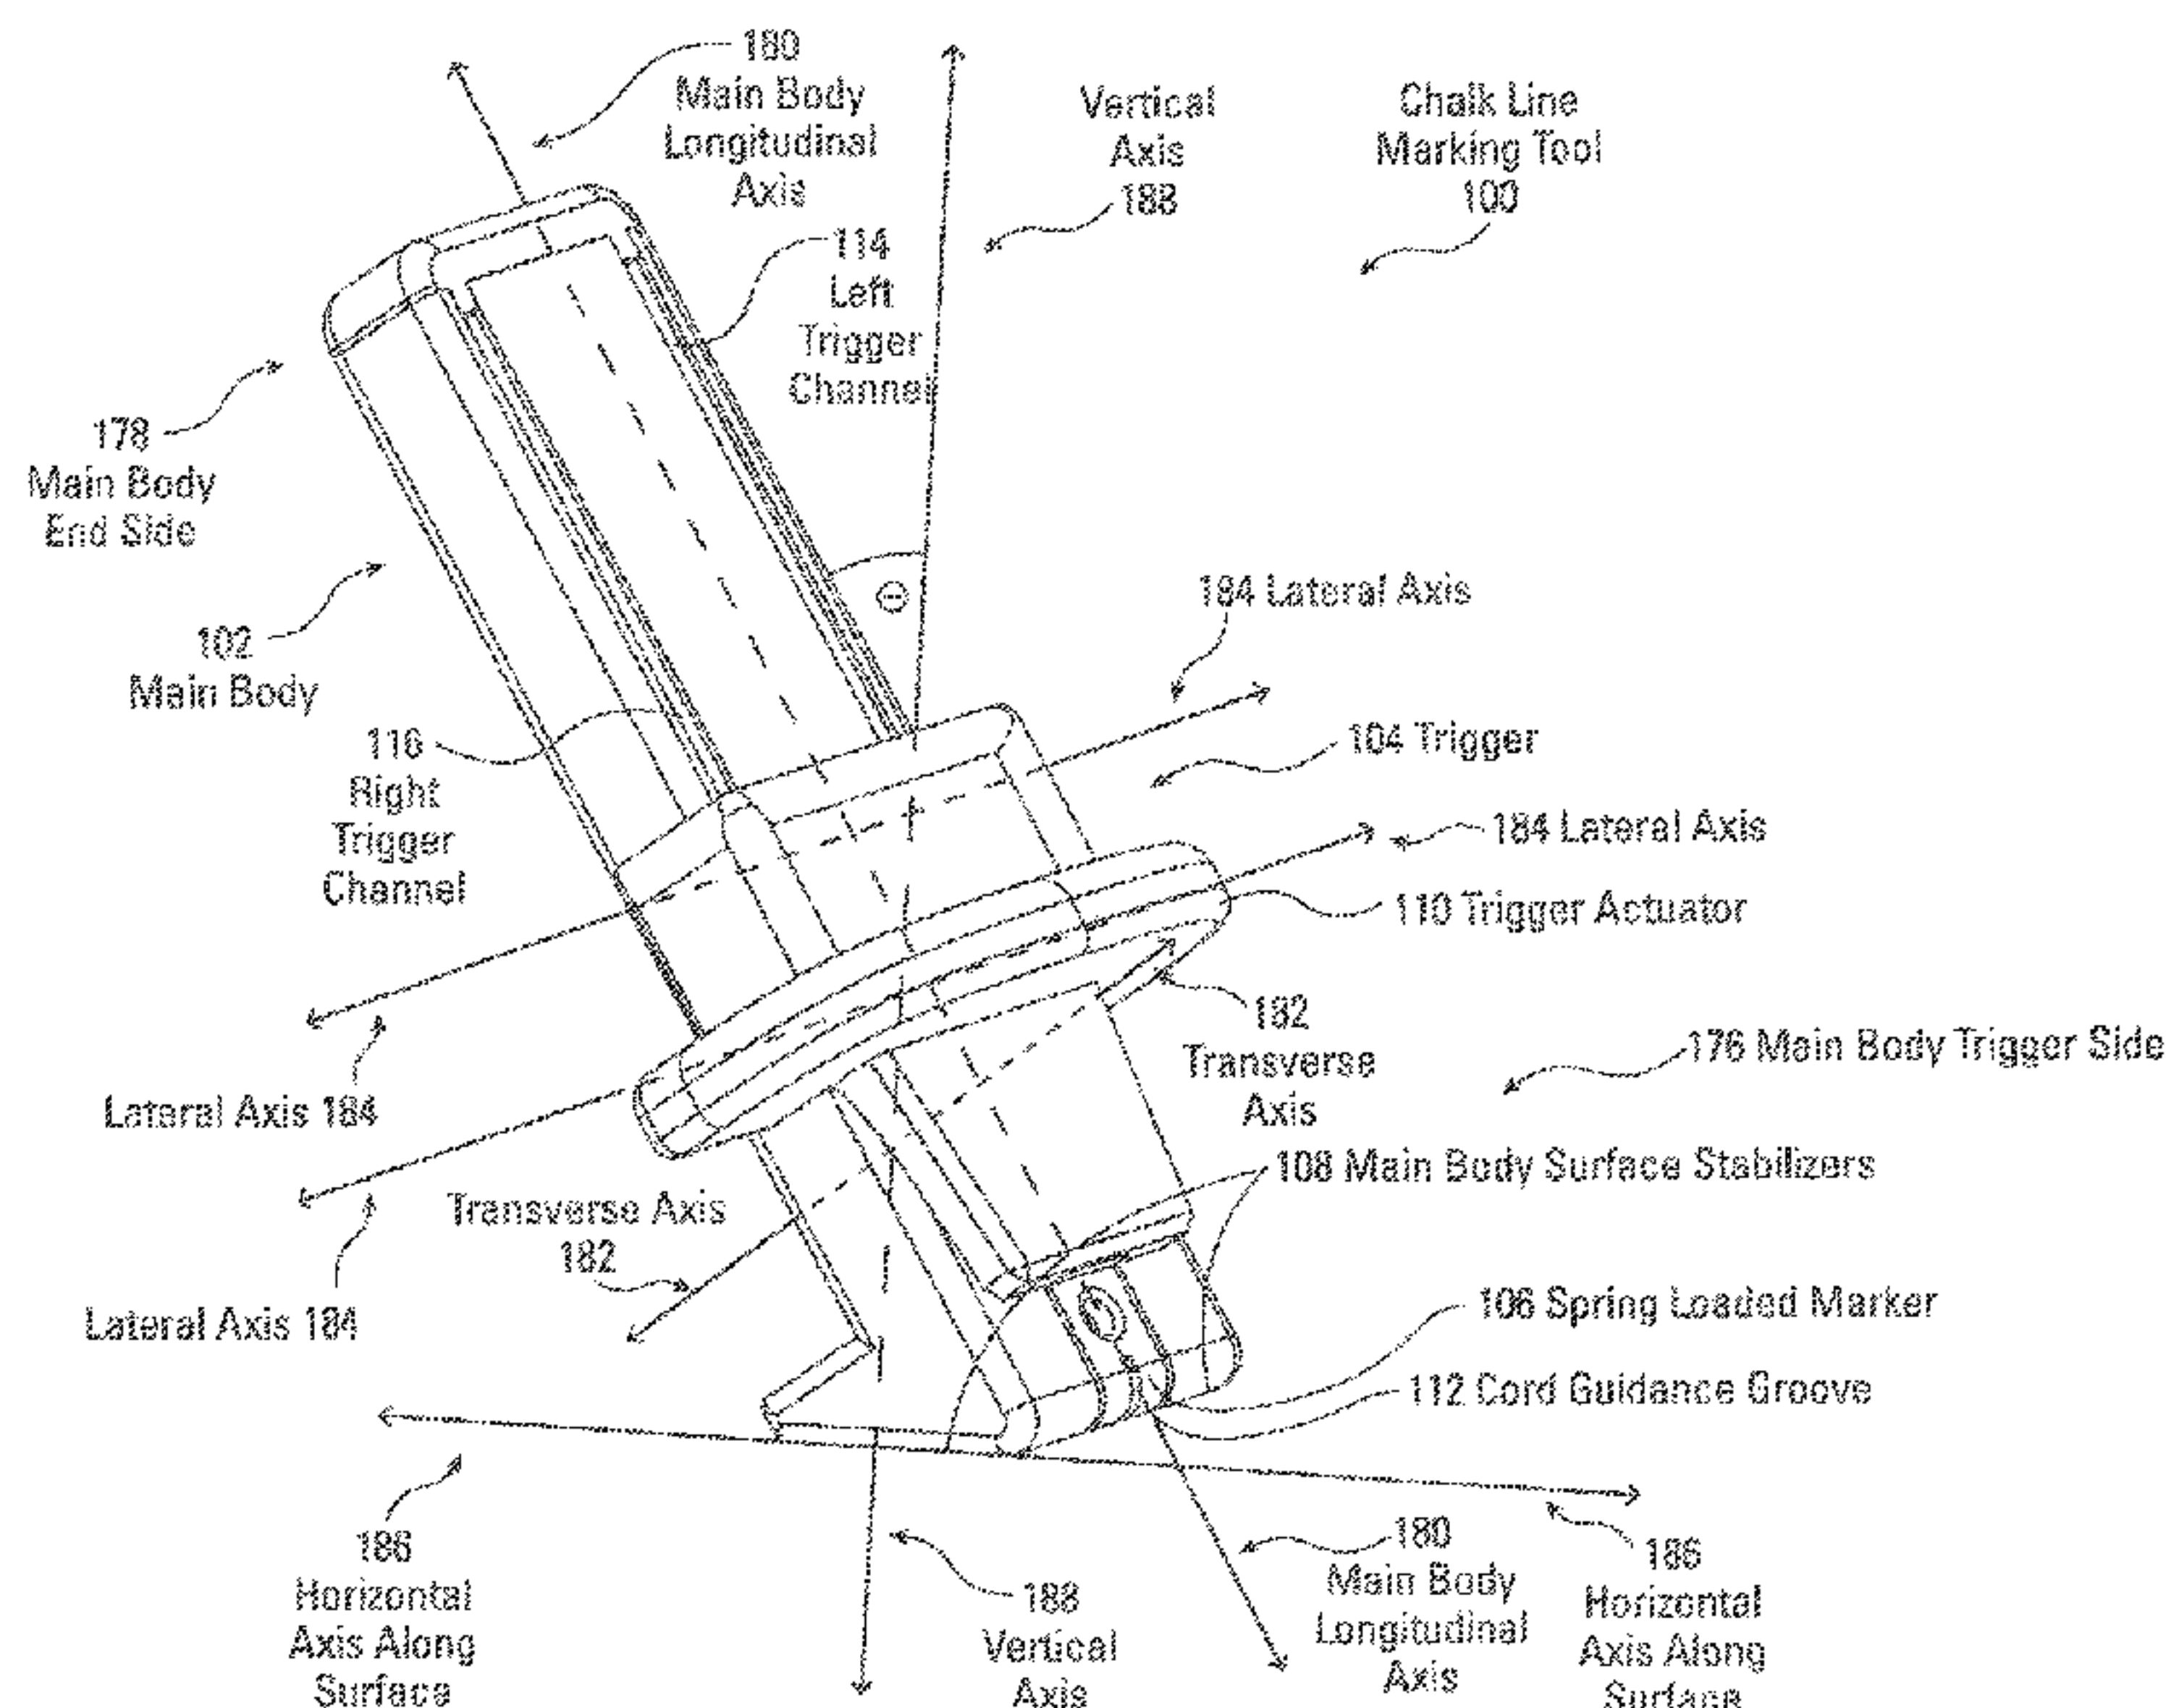 180
Main Body
Longitudinal
Axis
Vertical
Axis
188
Chalk Line
Marking Tool
100
114
Left
Trigger
Channel
178
Main Body
End Side
102
Main Body
116
Right
Trigger
Channel
Θ
184 Lateral Axis
104 Trigger
184 Lateral Axis
110 Trigger Actuator
182
Transverse
Axis
176 Main Body Trigger Side
Lateral Axis 184
108 Main Body Surface Stabilizers
Transverse Axis
182
Lateral Axis 184
106 Spring Loaded Marker
112 Cord Guidance Groove
186
Horizontal
Axis Along
Surface
188
Vertical
Axis
180
Main Body
Longitudinal
Axis
186
Horizontal
Axis Along
Surface